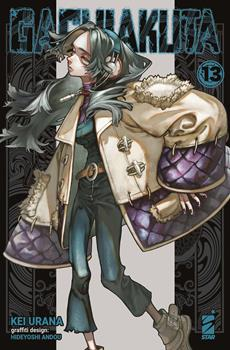 GACHIAKUTA
13
KEI URANA
graffiti design:
HIDEYOSHI ANDOU
STAR